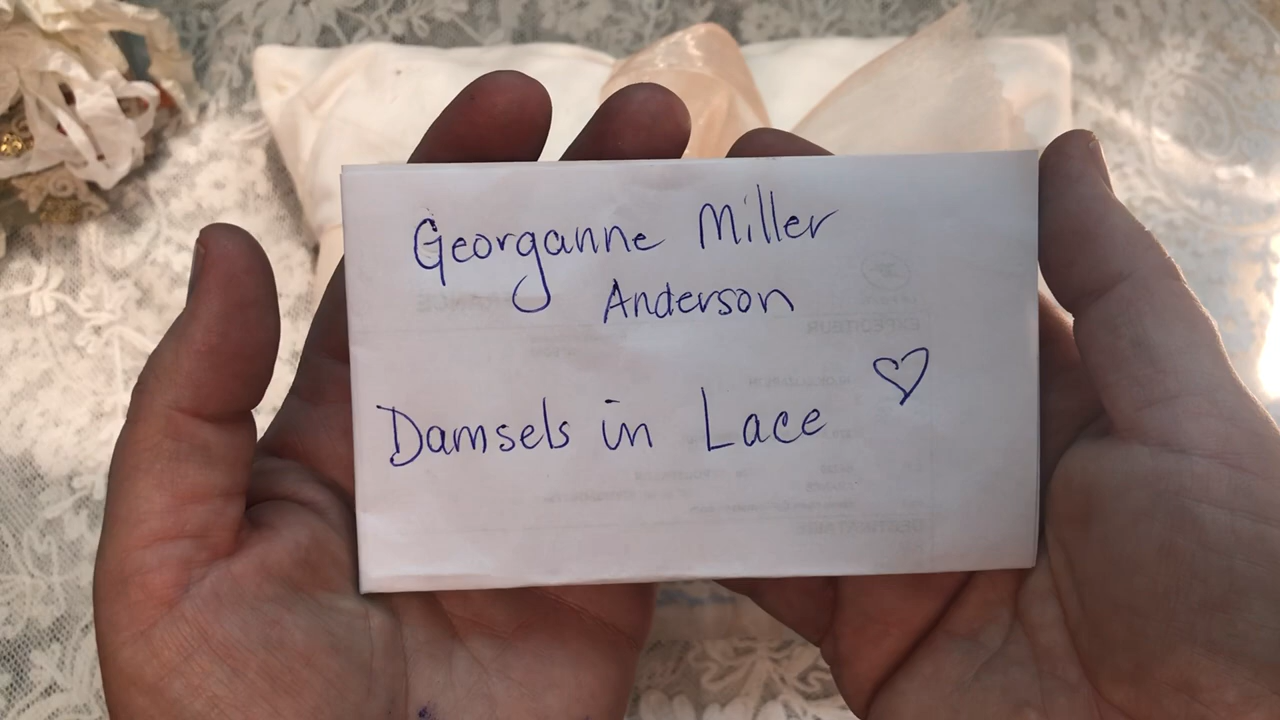 Georganne Miller
Anderson
Damsels in Lace ♡